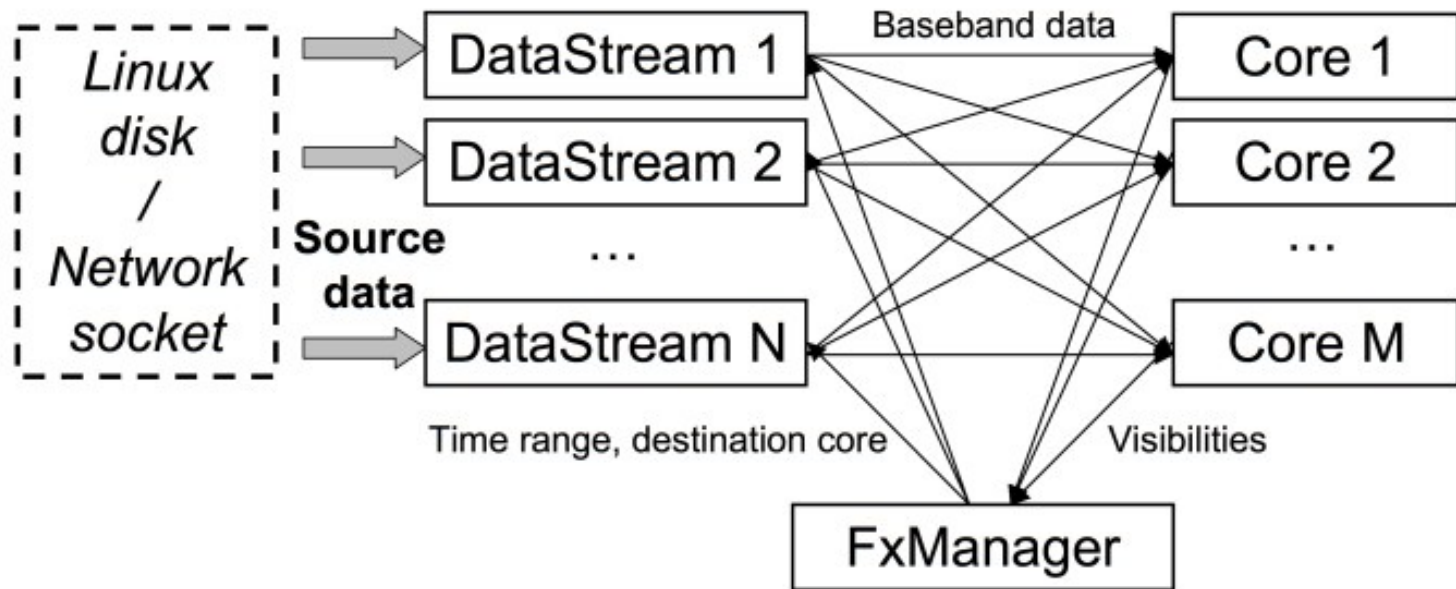 Linux
disk
/
Network
socket
Source
data
DataStream 1
DataStream 2
...
DataStream N
Baseband data
Core 1
Core 2
...
Core M
Time range, destination core
Visibilities
FxManager